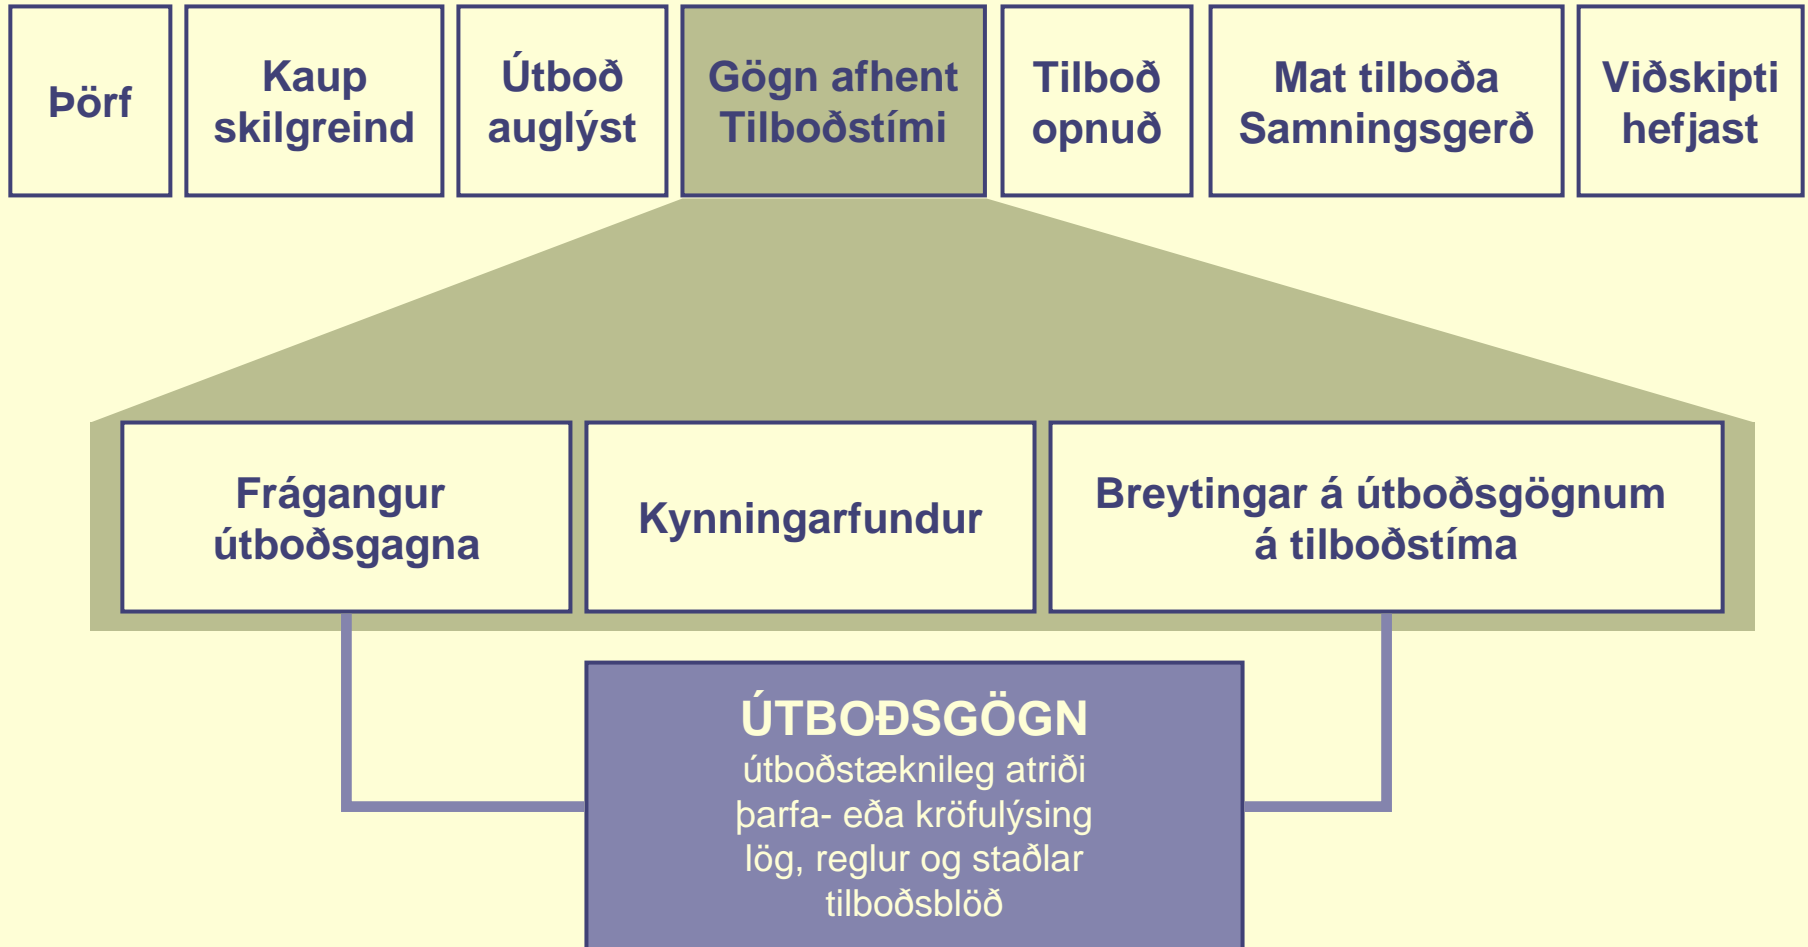 Þörf
Kaup
skilgreind
Útboð
auglýst
Gögn afhent
Tilboðstími
Tilboð
opnuð
Mat tilboða
Samningsgerð
Viðskipti
hefjast
Frágangur
útboðsgagna
Kynningarfundur
Breytingar á útboðsgögnum
á tilboðstíma
ÚTBOÐSGÖGN
útboðstæknileg atriði
þarfa- eða kröfulýsing
lög, reglur og staðlar
tilboðsblöð